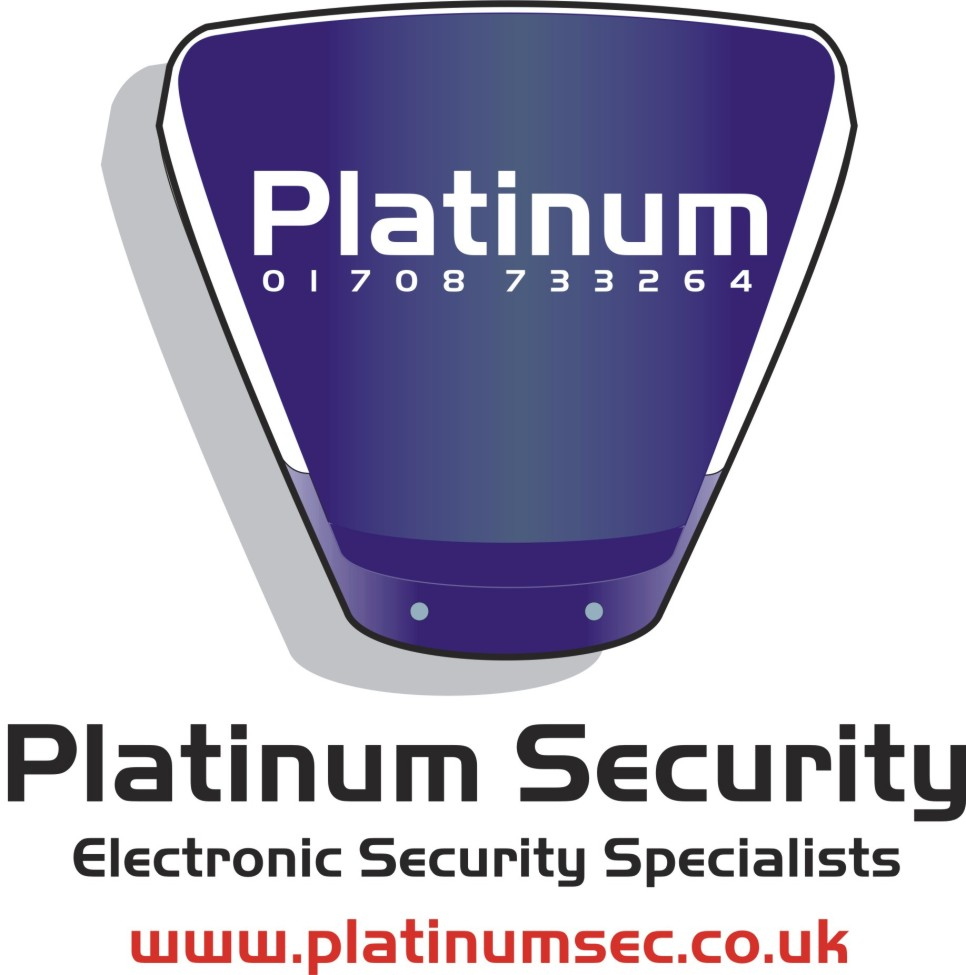 Platinum
01708 733264
Platinum Security
Electronic Security Specialists
www.platinumsec.co.uk